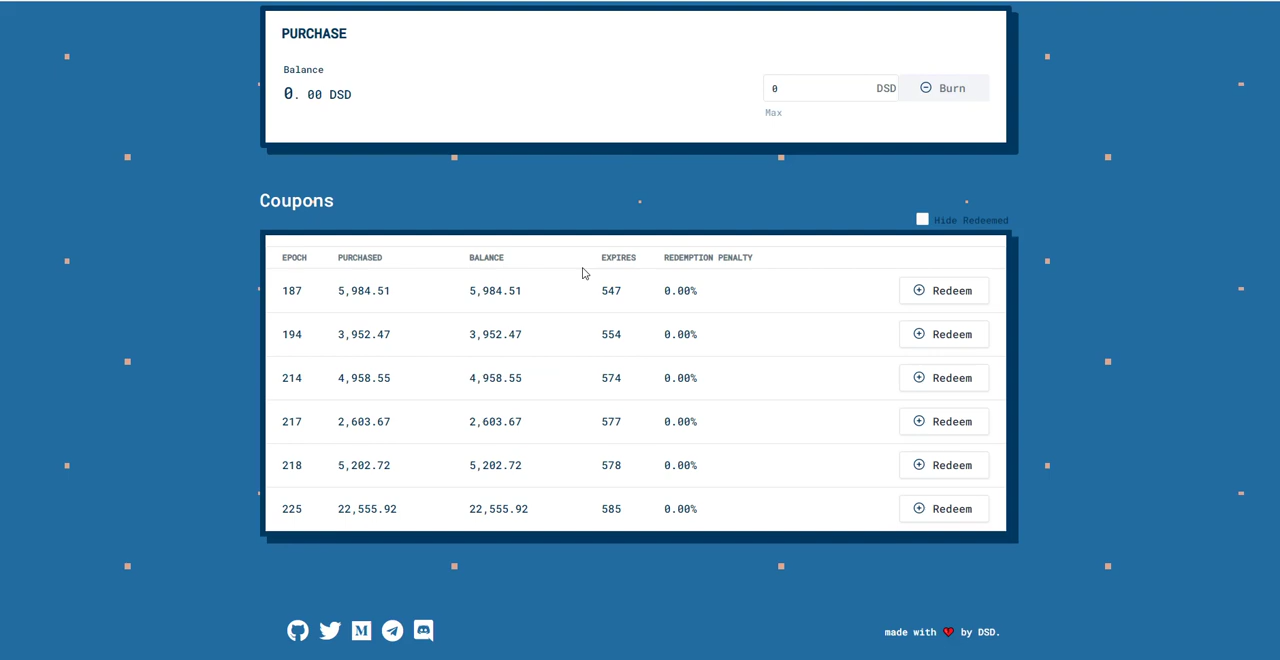 PURCHASE
Balance
0. 00 DSD
0 DSD Burn
Max
Coupons
Hide Redeemed
EPOCH PURCHASED BALANCE EXPIRES REDEMPTION PENALTY
187 5,984.51 5,984.51 547 0.00% Redeem
194 3,952.47 3,952.47 554 0.00% Redeem
214 4,958.55 4,958.55 574 0.00% Redeem
217 2,603.67 2,603.67 577 0.00% Redeem
218 5,202.72 5,202.72 578 0.00% Redeem
225 22,555.92 22,555.92 585 0.00% Redeem
made with ❤ by DSD.